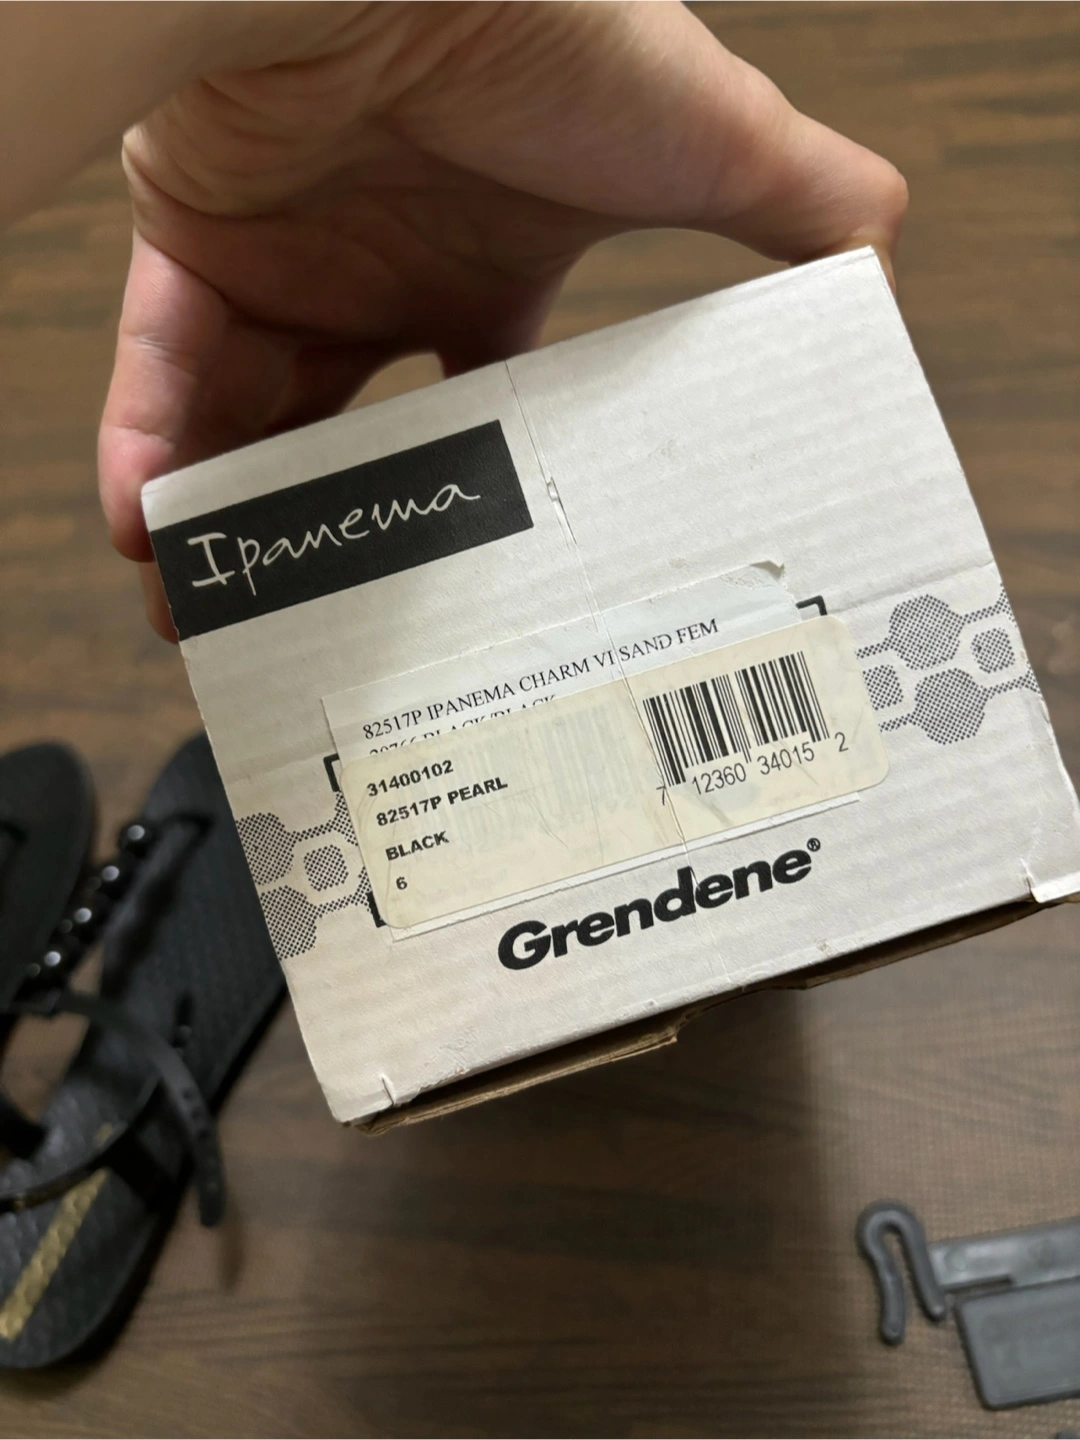 Ipanema
82517P IPANEMA CHARM VI SAND FEM
31400102
82517P PEARL
BLACK
6
7 12360 34015 2
Grendene®